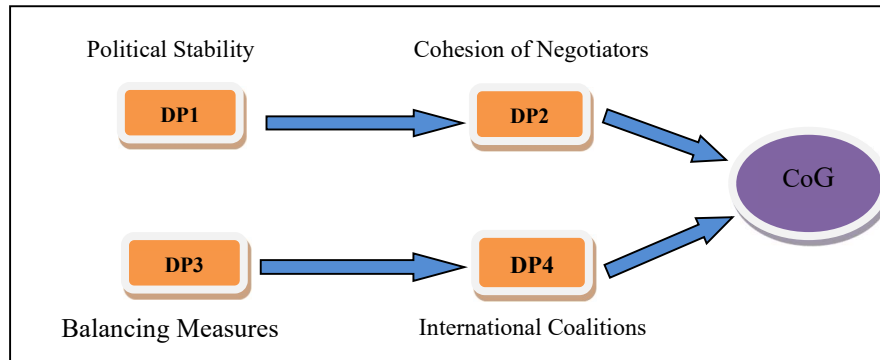 Political Stability
Cohesion of Negotiators
DP1
DP2
CoG
DP3
DP4
Balancing Measures
International Coalitions